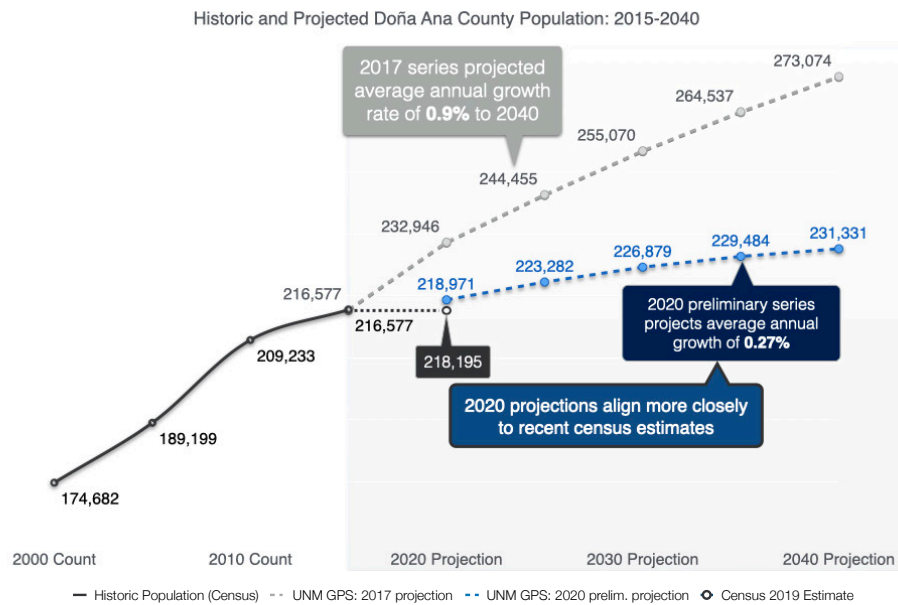 Historic and Projected Doña Ana County Population: 2015-2040
2017 series projected
average annual growth
rate of 0.9% to 2040
273,074
264,537
255,070
244,455
232,946
216,577
231,331
229,484
226,879
223,282
218,971
216,577
218,195
209,233
189,199
174,682
2020 preliminary series
projects average annual
growth of 0.27%
2020 projections align more closely
to recent census estimates
2000 Count
2010 Count
2020 Projection
2030 Projection
2040 Projection
Historic Population (Census)
UNM GPS: 2017 projection
UNM GPS: 2020 prelim. projection
Census 2019 Estimate